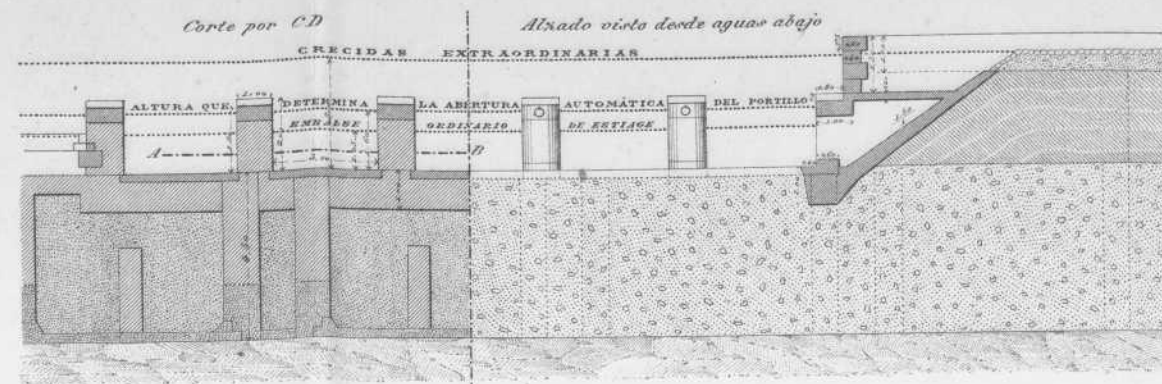 Corte por CD
Alzado visto desde aguas abajo
CRECIDAS EXTRAORDINARIAS
ALTURA QUE DETERMINA LA ABERTURA AUTOMÁTICA DEL PORTILLO
EMBALSE ORDINARIO DE ESTIAGE
A B